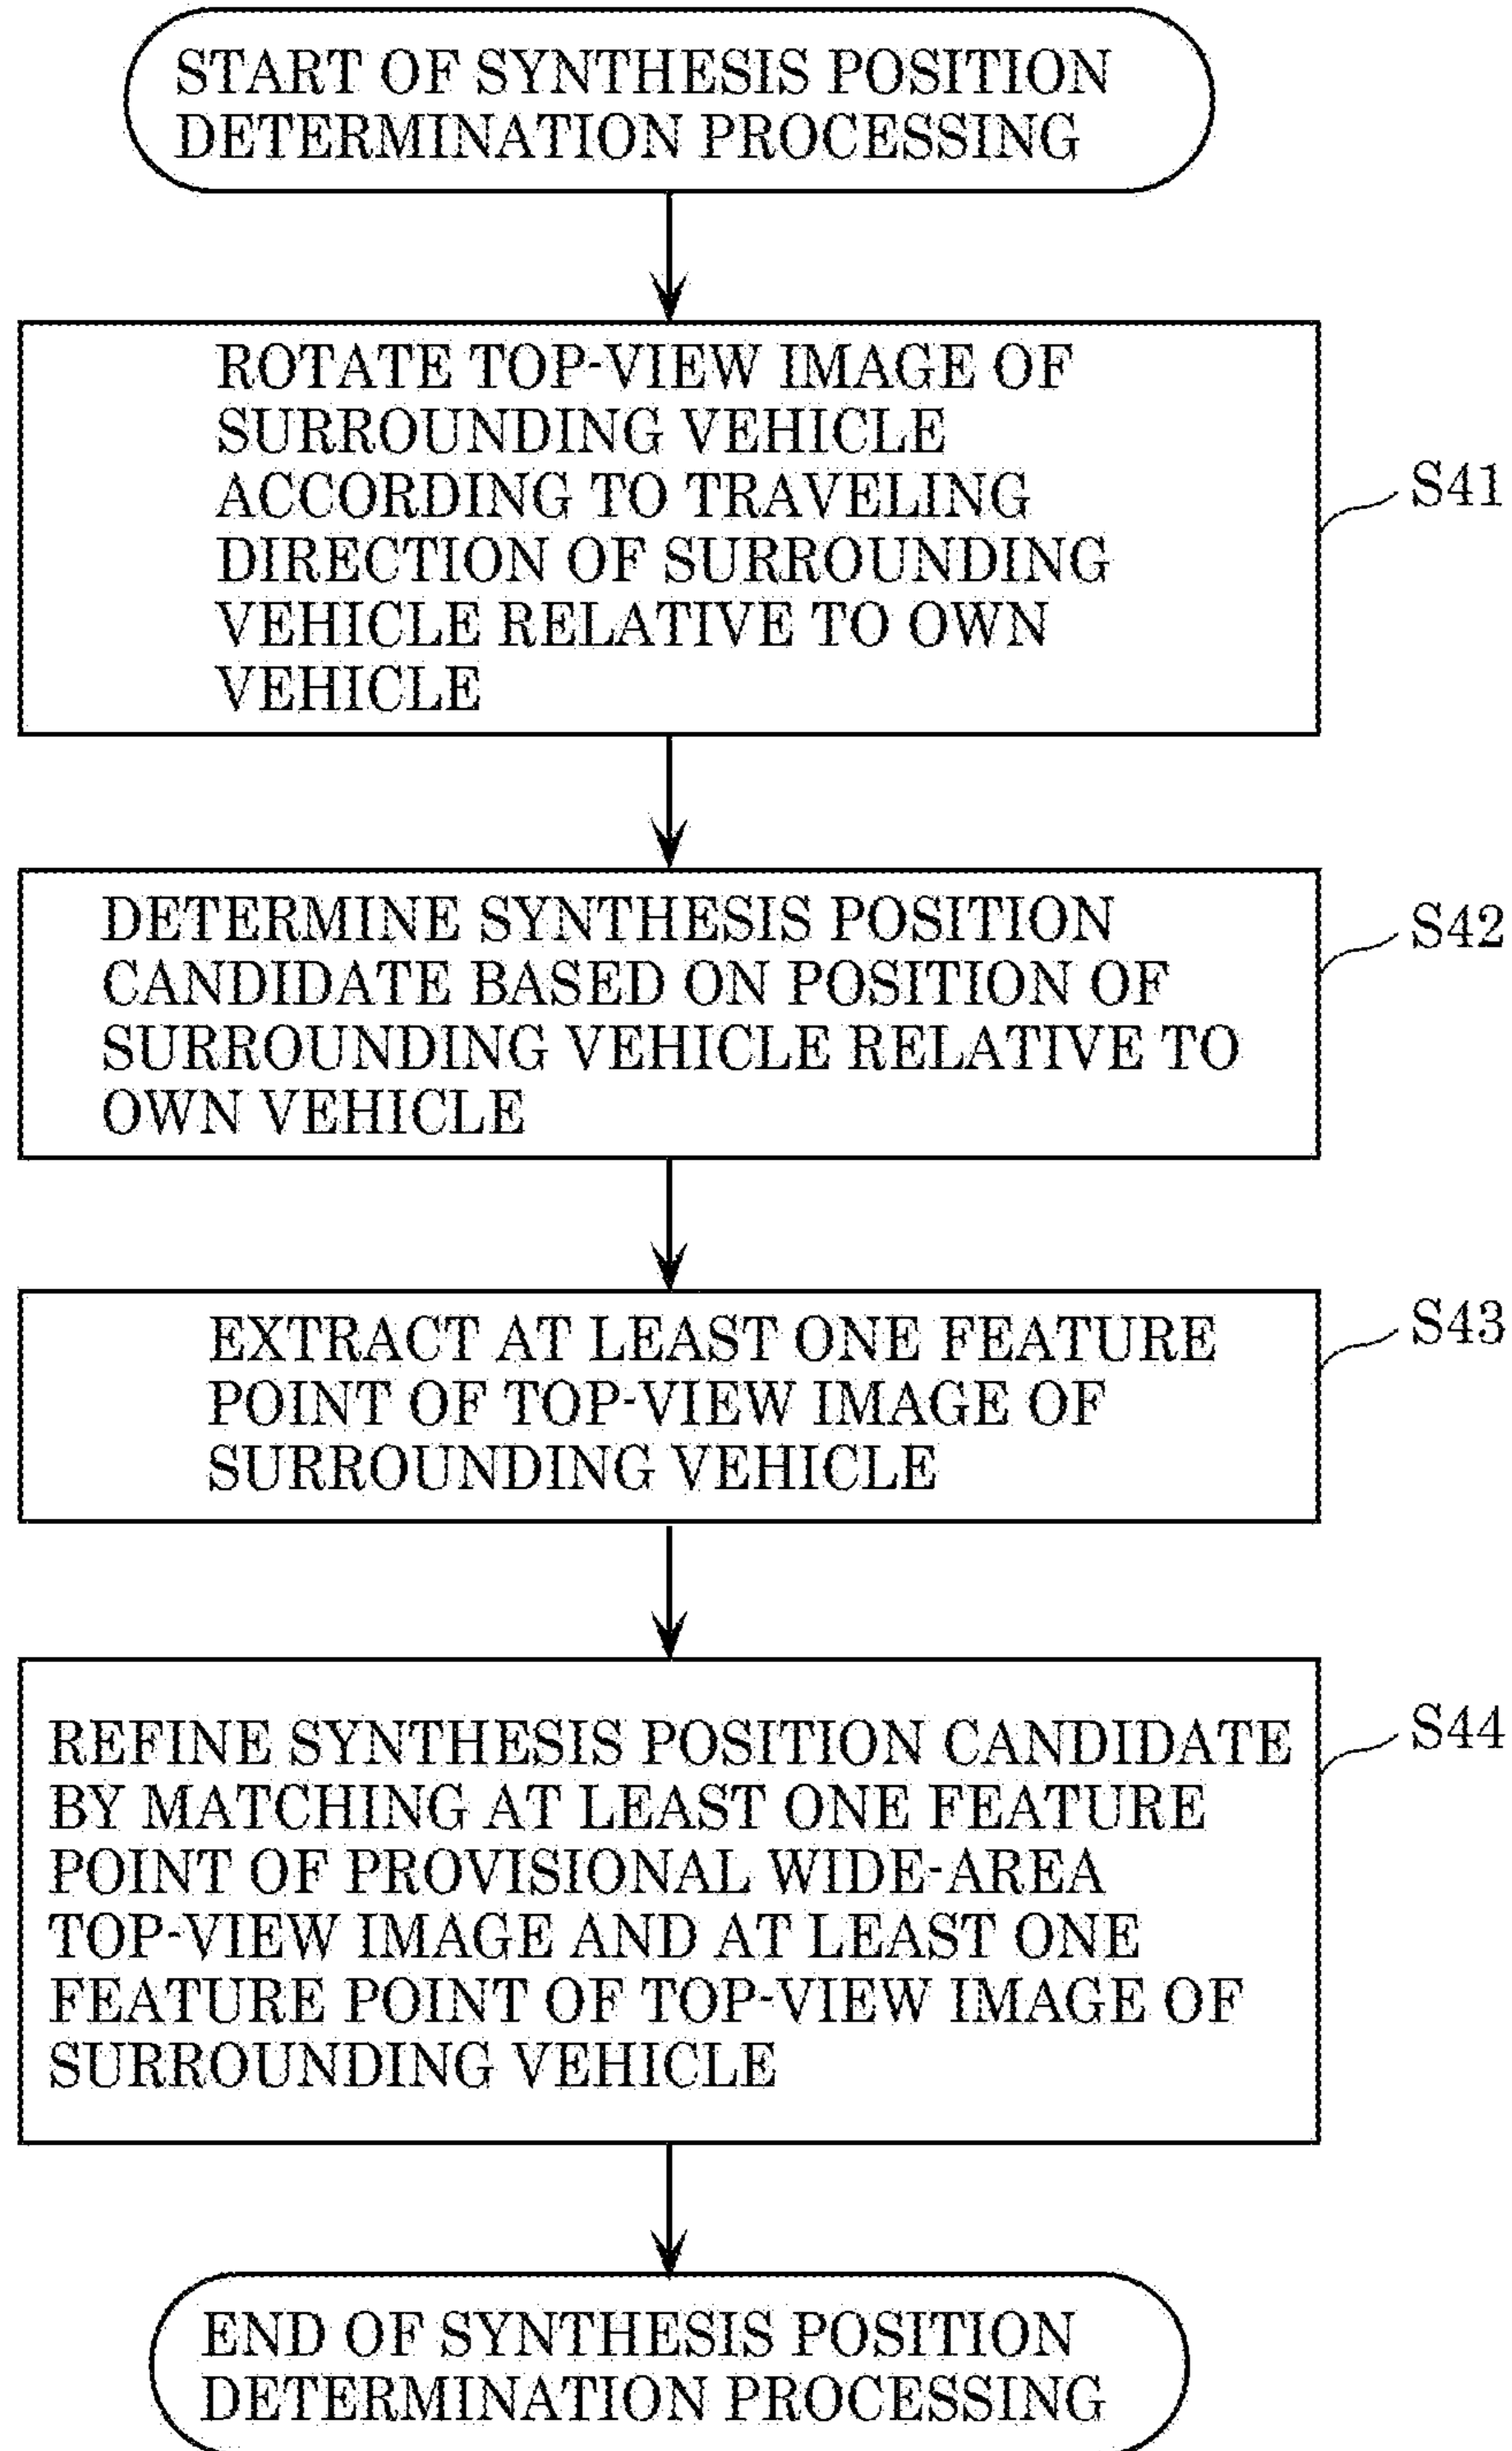 START OF SYNTHESIS POSITION
DETERMINATION PROCESSING
ROTATE TOP-VIEW IMAGE OF
SURROUNDING VEHICLE
ACCORDING TO TRAVELING
DIRECTION OF SURROUNDING
VEHICLE RELATIVE TO OWN
VEHICLE
S41
DETERMINE SYNTHESIS POSITION
CANDIDATE BASED ON POSITION OF
SURROUNDING VEHICLE RELATIVE TO
OWN VEHICLE
S42
EXTRACT AT LEAST ONE FEATURE
POINT OF TOP-VIEW IMAGE OF
SURROUNDING VEHICLE
S43
REFINE SYNTHESIS POSITION CANDIDATE
BY MATCHING AT LEAST ONE FEATURE
POINT OF PROVISIONAL WIDE-AREA
TOP-VIEW IMAGE AND AT LEAST ONE
FEATURE POINT OF TOP-VIEW IMAGE OF
SURROUNDING VEHICLE
S44
END OF SYNTHESIS POSITION
DETERMINATION PROCESSING